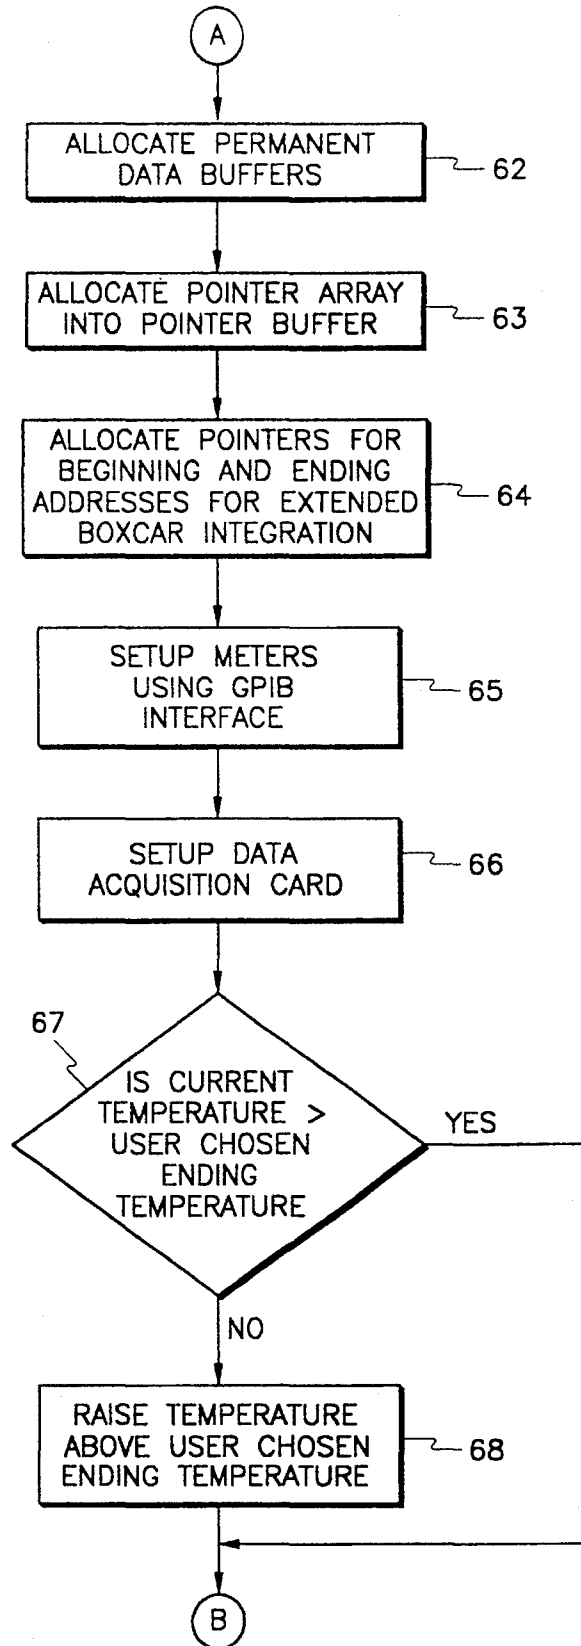 A
ALLOCATE PERMANENT
DATA BUFFERS
62
ALLOCATE POINTER ARRAY
INTO POINTER BUFFER
63
ALLOCATE POINTERS FOR
BEGINNING AND ENDING
ADDRESSES FOR EXTENDED
BOXCAR INTEGRATION
64
SETUP METERS
USING GPIB
INTERFACE
65
SETUP DATA
ACQUISITION CARD
66
67
IS CURRENT
TEMPERATURE >
USER CHOSEN
ENDING
TEMPERATURE
YES
NO
RAISE TEMPERATURE
ABOVE USER CHOSEN
ENDING TEMPERATURE
68
B